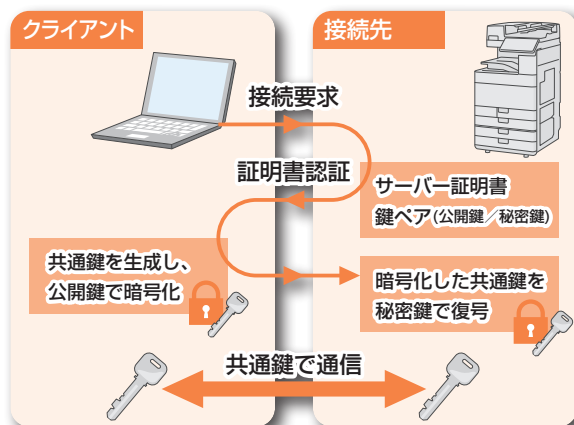 クライアント
接続先
接続要求
証明書認証
サーバー証明書
鍵ペア(公開鍵／秘密鍵)
共通鍵を生成し、
公開鍵で暗号化
暗号化した共通鍵を
秘密鍵で復号
共通鍵で通信